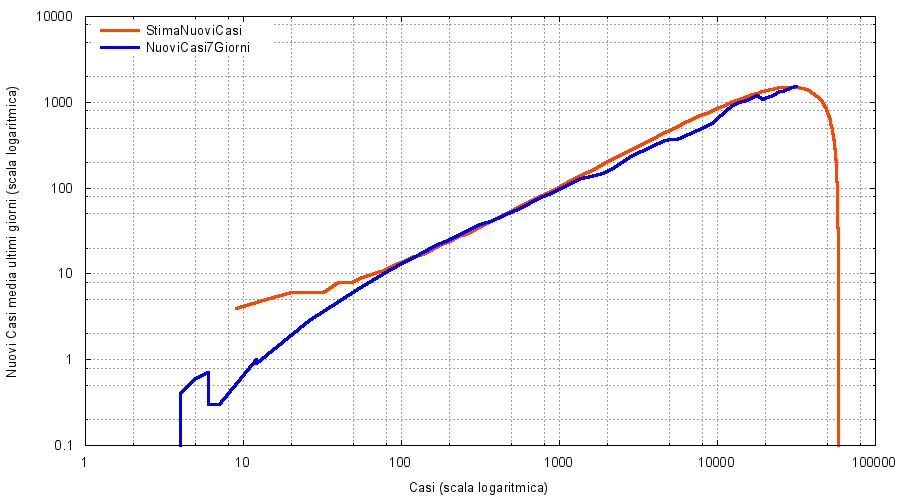 10000
StimaNuoviCasi
NuoviCasi7Giorni
1000
100
10
1
0.1
Nuovi Casi media ultimi giorni (scala logaritmica)
1 10 100 1000 10000 100000
Casi (scala logaritmica)